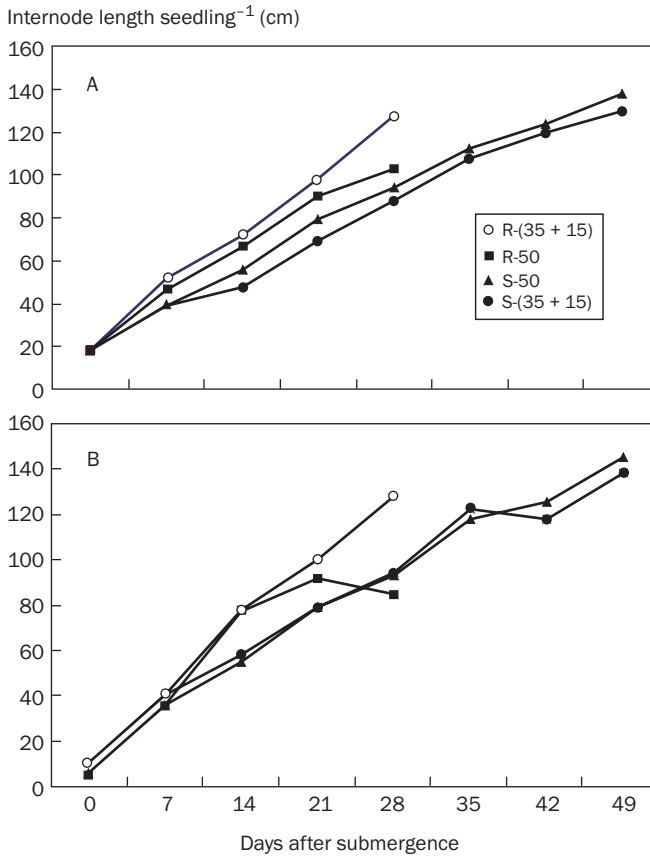 Internode length seedling⁻¹ (cm)
160
A
140
120
100
80
60
40
20
0
R-(35 + 15)
R-50
S-50
S-(35 + 15)
160
B
140
120
100
80
60
40
20
0
0 7 14 21 28 35 42 49
Days after submergence